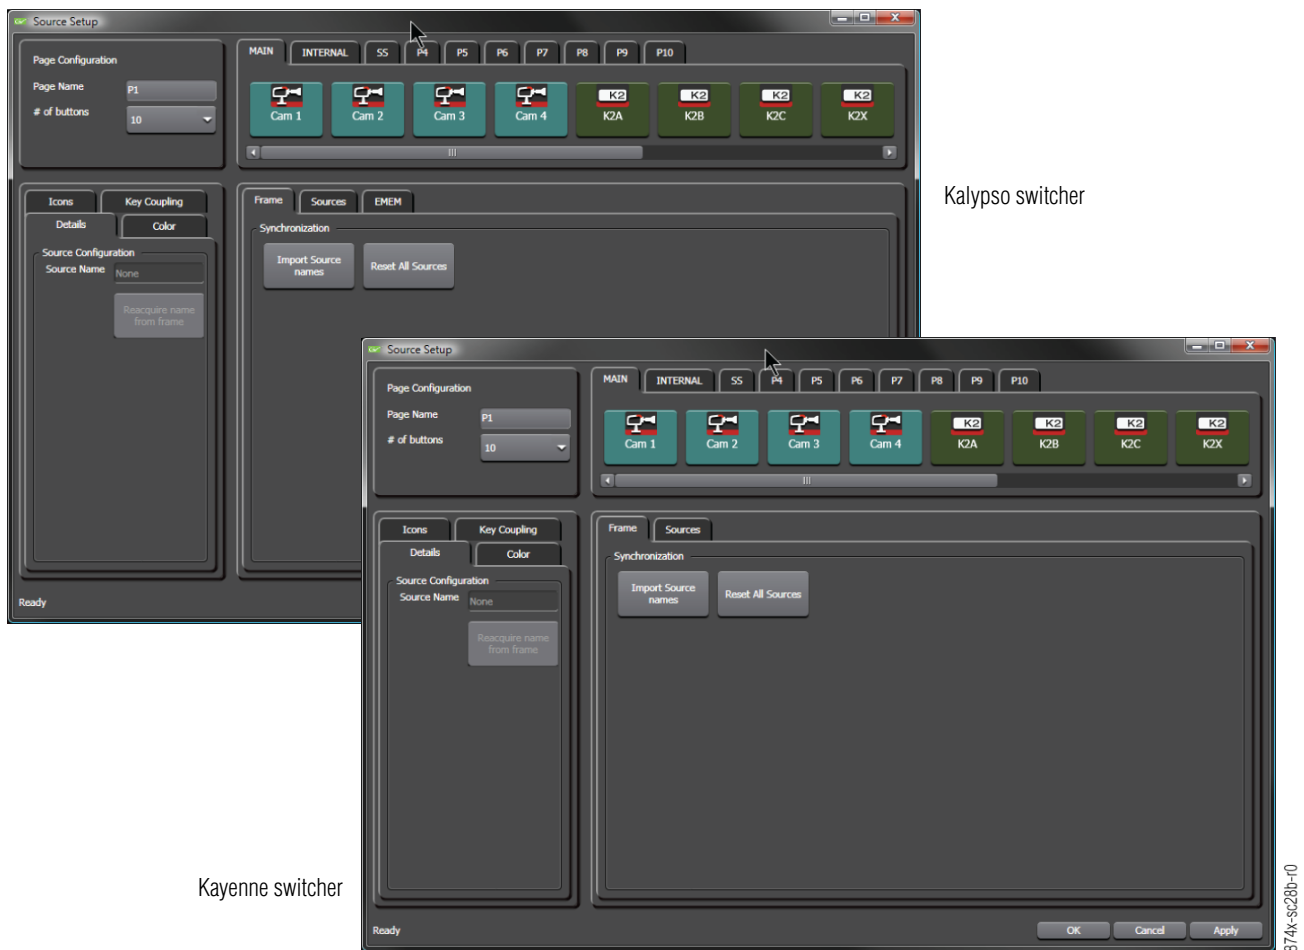 Source Setup
Page Configuration
Page Name P1
# of buttons 10
MAIN INTERNAL SS P4 P5 P6 P7 P8 P9 P10
K2 K2 K2 K2
Cam 1 Cam 2 Cam 3 Cam 4 K2A K2B K2C K2X
Kalypso switcher
Icons Key Coupling
Details Color
Source Configuration
Source Name None
Reacquire name
from frame
Frame Sources EMEM
Synchronization
Import Source
names
Reset All Sources
Ready
Source Setup
Page Configuration
Page Name P1
# of buttons 10
MAIN INTERNAL SS P4 P5 P6 P7 P8 P9 P10
K2 K2 K2 K2
Cam 1 Cam 2 Cam 3 Cam 4 K2A K2B K2C K2X
Icons Key Coupling
Details Color
Source Configuration
Source Name None
Reacquire name
from frame
Frame Sources
Synchronization
Import Source
names
Reset All Sources
Kayenne switcher
Ready
OK Cancel Apply
874x-sc28b-r0